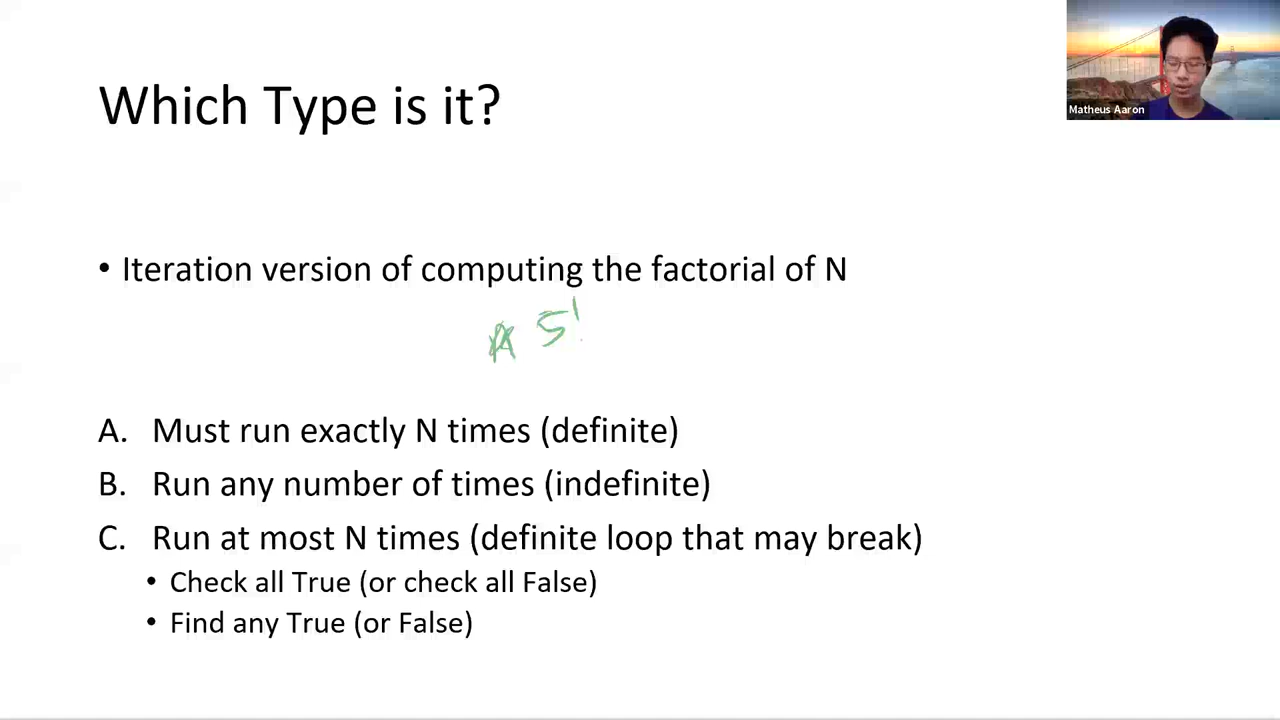 Which Type is it?
Matheus Aaron
• Iteration version of computing the factorial of N
A 5!
A. Must run exactly N times (definite)
B. Run any number of times (indefinite)
C. Run at most N times (definite loop that may break)
• Check all True (or check all False)
• Find any True (or False)